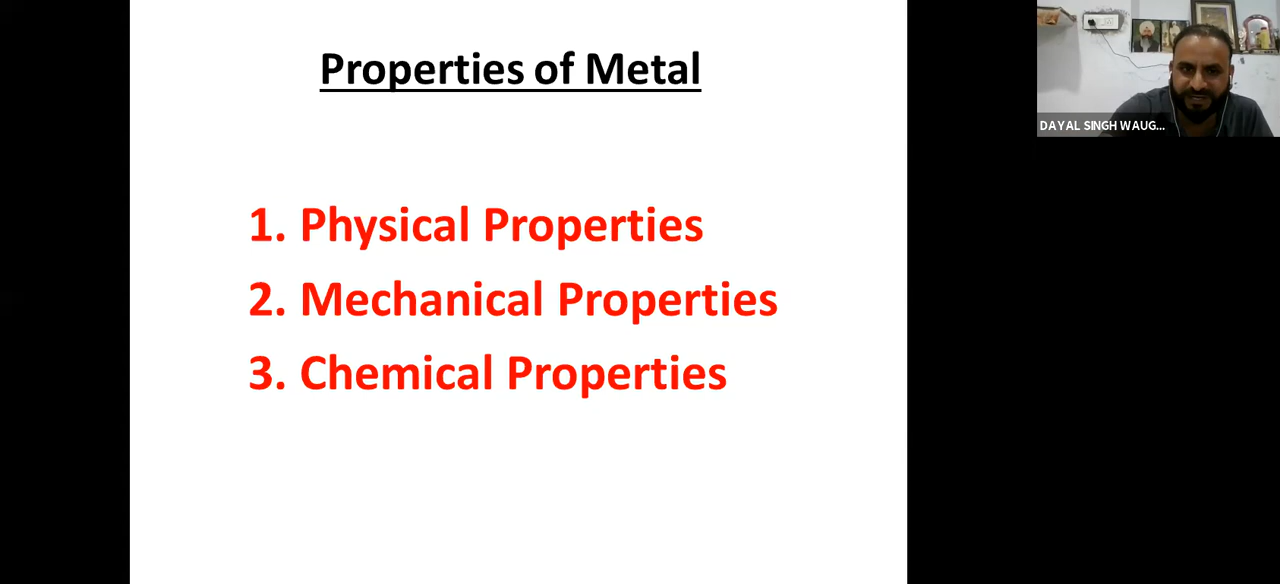 Properties of Metal
1. Physical Properties
2. Mechanical Properties
3. Chemical Properties
DAYAL SINGH WAUG...